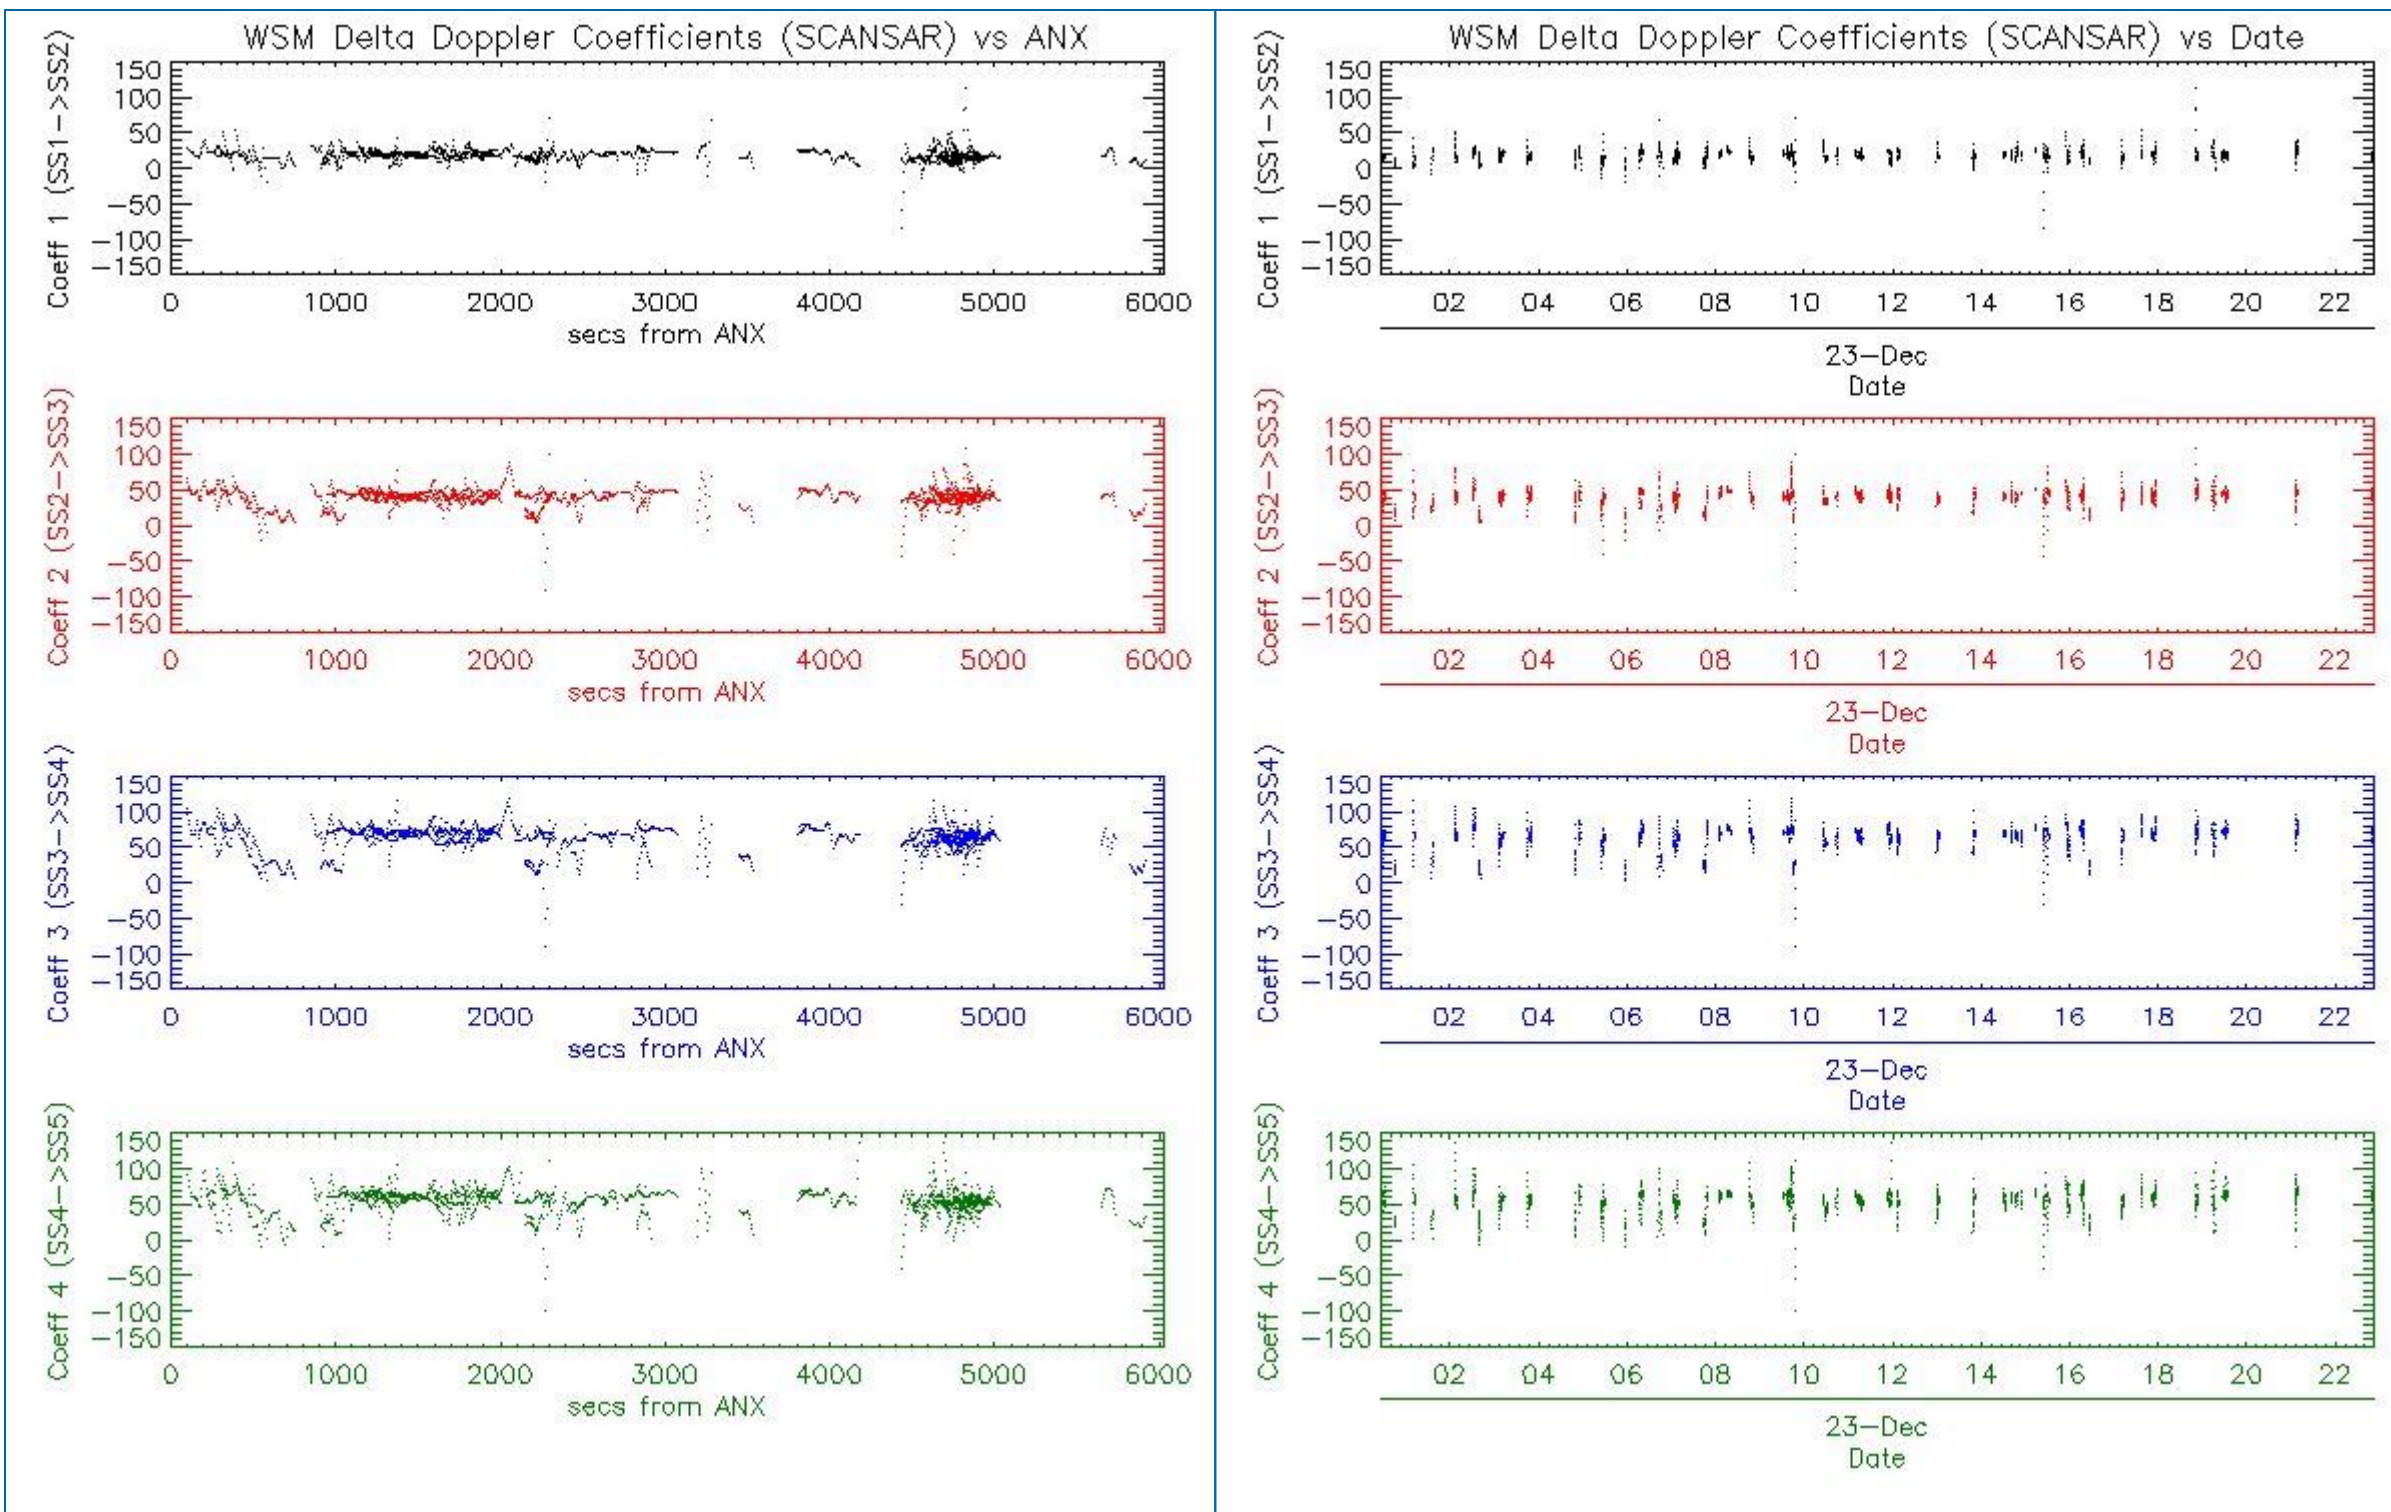 WSM Delta Doppler Coefficients (SCANSAR) vs ANX
Coeff 1 (SS1->SS2)
150
100
50
0
-50
-100
-150
0 1000 2000 3000 4000 5000 6000
secs from ANX
Coeff 2 (SS2->SS3)
150
100
50
0
-50
-100
-150
0 1000 2000 3000 4000 5000 6000
secs from ANX
Coeff 3 (SS3->SS4)
150
100
50
0
-50
-100
-150
0 1000 2000 3000 4000 5000 6000
secs from ANX
Coeff 4 (SS4->SS5)
150
100
50
0
-50
-100
-150
0 1000 2000 3000 4000 5000 6000
secs from ANX
WSM Delta Doppler Coefficients (SCANSAR) vs Date
Coeff 1 (SS1->SS2)
150
100
50
0
-50
-100
-150
02 04 06 08 10 12 14 16 18 20 22
23-Dec
Date
Coeff 2 (SS2->SS3)
150
100
50
0
-50
-100
-150
02 04 06 08 10 12 14 16 18 20 22
23-Dec
Date
Coeff 3 (SS3->SS4)
150
100
50
0
-50
-100
-150
02 04 06 08 10 12 14 16 18 20 22
23-Dec
Date
Coeff 4 (SS4->SS5)
150
100
50
0
-50
-100
-150
02 04 06 08 10 12 14 16 18 20 22
23-Dec
Date